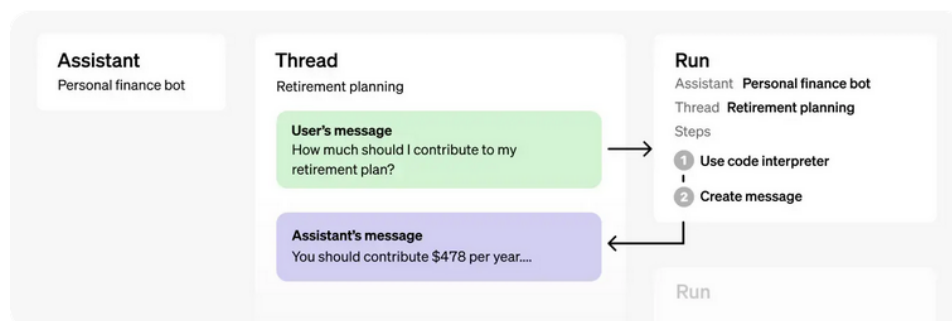 Assistant
Personal finance bot
Thread
Retirement planning
User's message
How much should I contribute to my
retirement plan?
Assistant's message
You should contribute $478 per year....
Run
Assistant Personal finance bot
Thread Retirement planning
Steps
1 Use code interpreter
2 Create message
Run